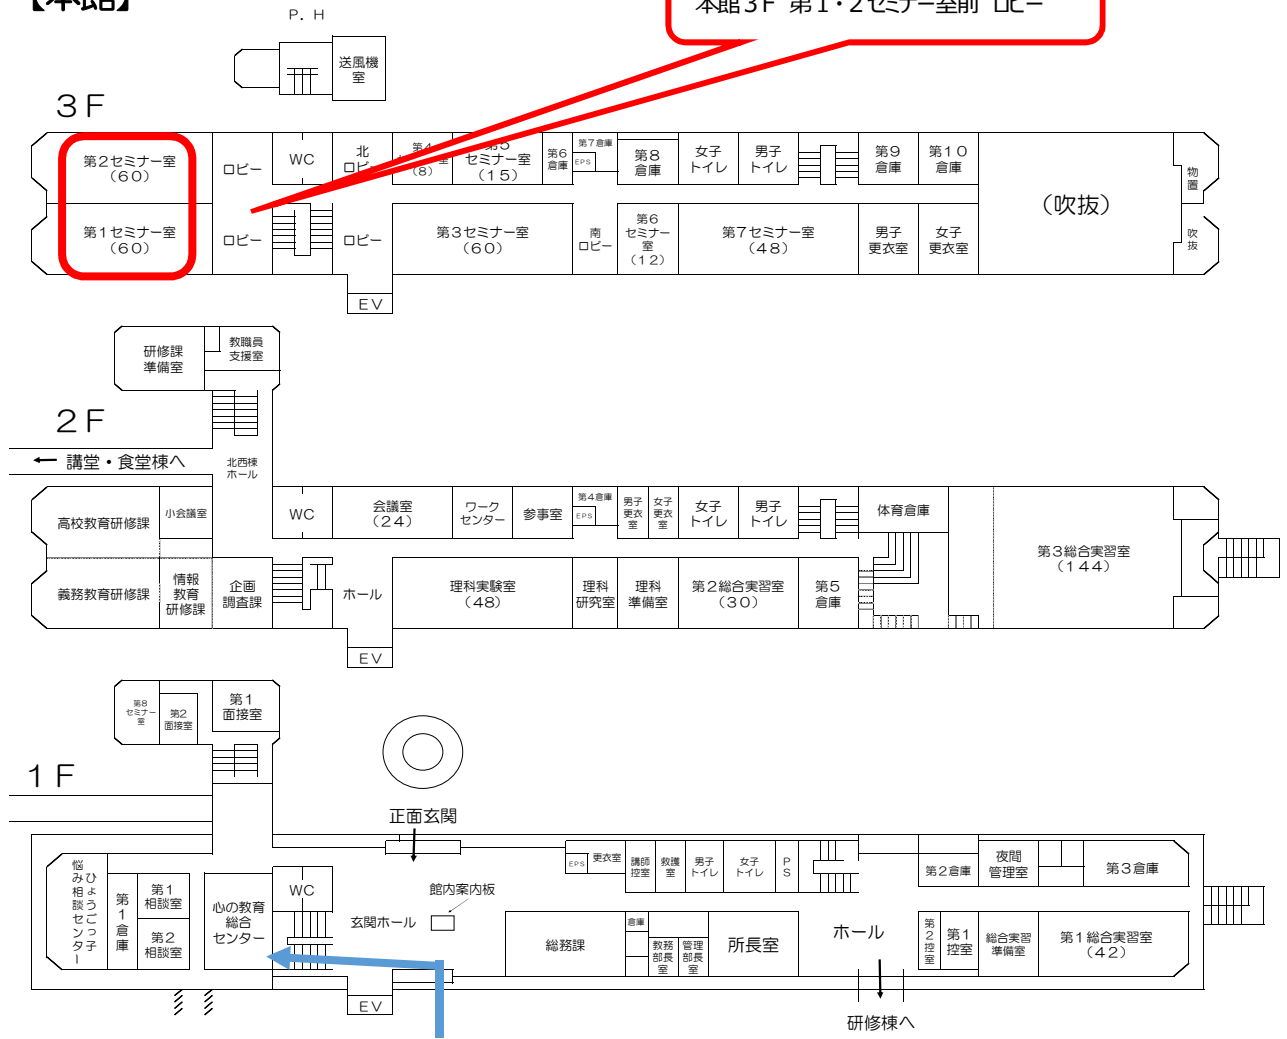 【本館】
本館３Ｆ 第１・２セミナー室前 ロビー
Ｐ．Ｈ
送風機
室
３Ｆ
第２セミナー室
（60）
ロビー
WC
北
ロビー
（8）
セミナー室
（15）
第６
倉庫
第７倉庫
EPS
第８
倉庫
女子
トイレ
男子
トイレ
第９
倉庫
第１０
倉庫
（吹抜）
物置
第１セミナー室
（60）
ロビー
ロビー
第３セミナー室
（60）
南
ロビー
第６
セミナー
室
（12）
第７セミナー室
（48）
男子
更衣室
女子
更衣室
吹抜
ＥＶ
研修課
準備室
教職員
支援室
２Ｆ
講堂・食堂棟へ
北西棟
ホール
高校教育研修課
小会議室
WC
会議室
（24）
ワーク
センター
参事室
第４倉庫
EPS
男子
更衣
室
女子
更衣
室
女子
トイレ
男子
トイレ
体育倉庫
第３総合実習室
（144）
義務教育研修課
情報
教育
研修課
企画
調査課
ホール
理科実験室
（48）
理科
研究室
理科
準備室
第２総合実習室
（30）
第５
倉庫
ＥＶ
第８
セミナー
室
第２
面接室
第１
面接室
１Ｆ
正面玄関
ひょうごっ子
悩み相談センター
第１倉庫
第１
相談室
第２
相談室
心の教育
総合
センター
WC
館内案内板
玄関ホール
EPS
更衣室
講師
控室
救護
室
男子
トイレ
女子
トイレ
ＰＳ
第２倉庫
夜間
管理室
第３倉庫
総務課
倉庫
教務
部長
室
管理
部長
室
所長室
ホール
第２控室
第１
控室
総合実習
準備室
第１総合実習室
（42）
ＥＶ
研修棟へ